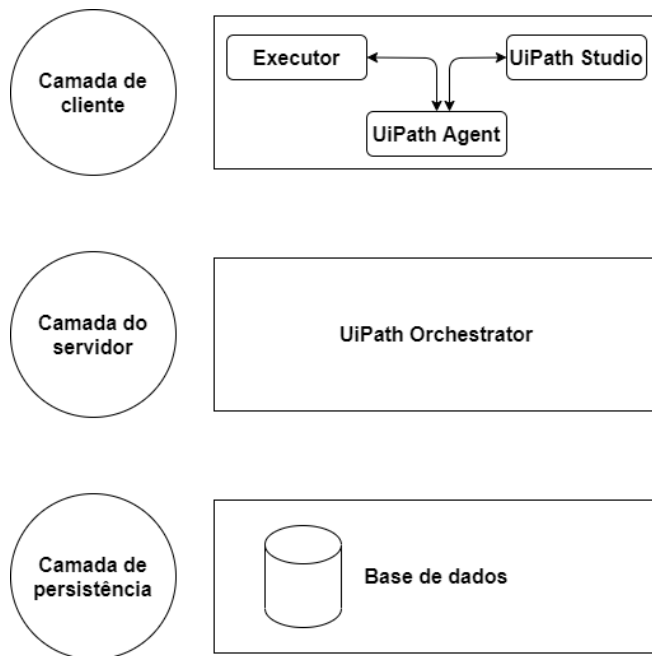 Camada de
cliente
Executor
UiPath Studio
UiPath Agent
Camada do
servidor
UiPath Orchestrator
Camada de
persistência
Base de dados